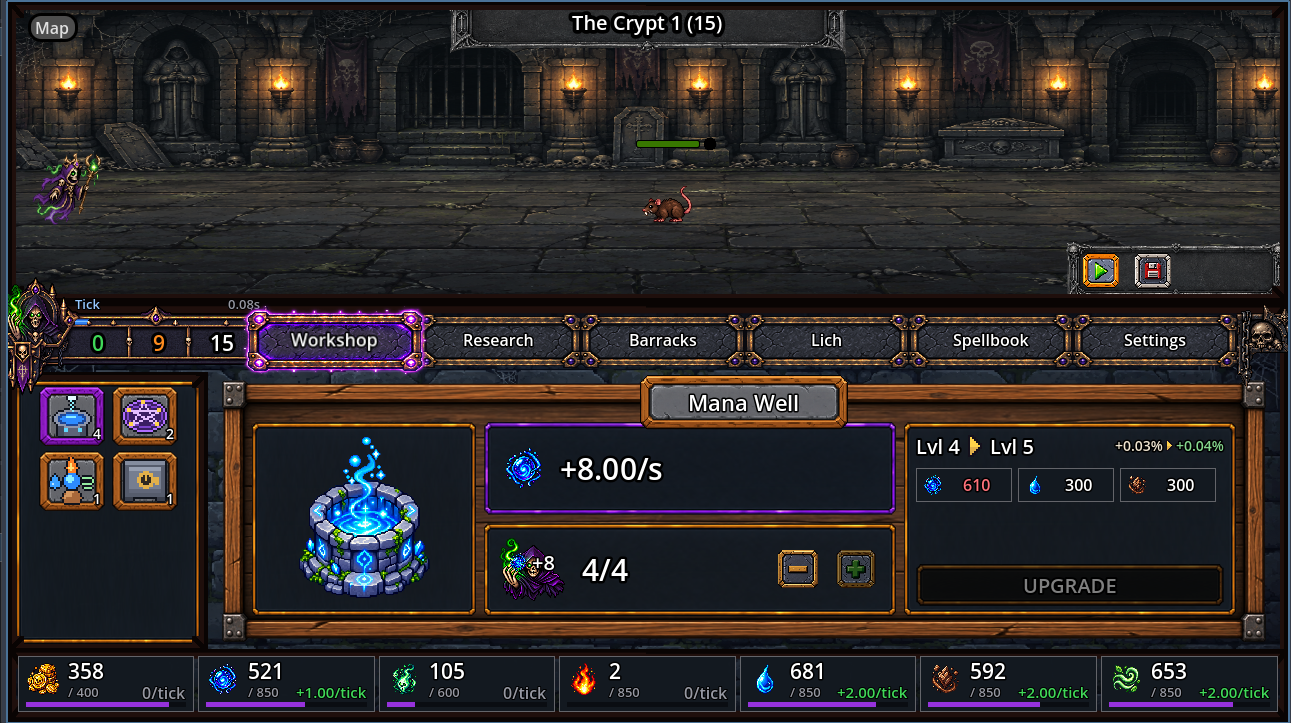 Map
The Crypt 1 (15)
Tick 0.08s
0 9 15
Workshop Research Barracks Lich Spellbook Settings
4 2
1 1
Mana Well
+8.00/s
+8 4/4
Lvl 4 Lvl 5 +0.03% +0.04%
610 300 300
UPGRADE
358 521 105 2 681 592 653
/ 400 0/tick / 850 +1.00/tick / 600 0/tick / 850 0/tick / 850 +2.00/tick / 850 +2.00/tick / 850 +2.00/tick